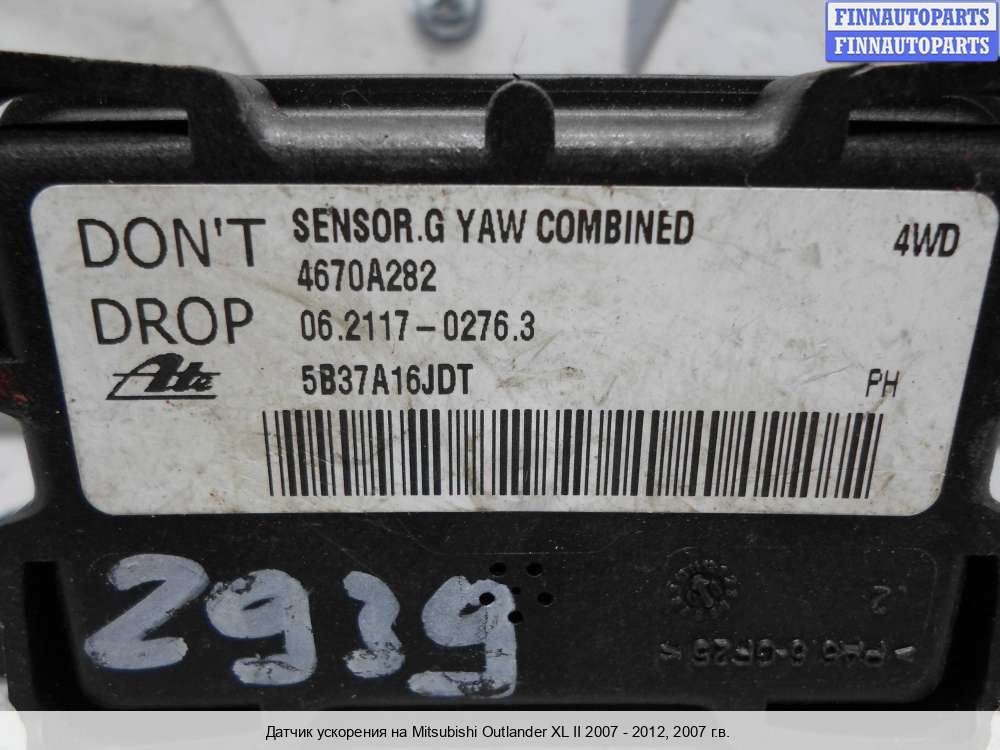 FINNAUTOPARTS
FINNAUTOPARTS
DON'T
DROP
SENSOR.G YAW COMBINED
4WD
4670A282
06.2117-0276.3
Ate
5B37A16JDT
PH
2939
.2
Датчик ускорения на Mitsubishi Outlander XL II 2007 - 2012, 2007 г.в.